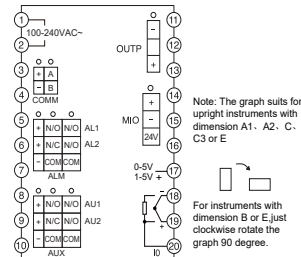 1
100-240VAC~
2
3
+ A
- B
4
COMM
5
+ N/O N/O AL1
6
+ N/C N/O AL2
- COM COM
7
ALM
8
+ N/O N/O AU1
9
+ N/C N/O AU2
- COM COM
10
AUX
11
-
OUTP
12
+
13
14
+
MIO
-
15
24V
16
0-5V
1-5V +
17
18
-
19
+
20
I0
Note: The graph suits for
upright instruments with
dimension A1、A2、C、
C3 or E
For instruments with
dimension B or E,just
clockwise rotate the
graph 90 degree.